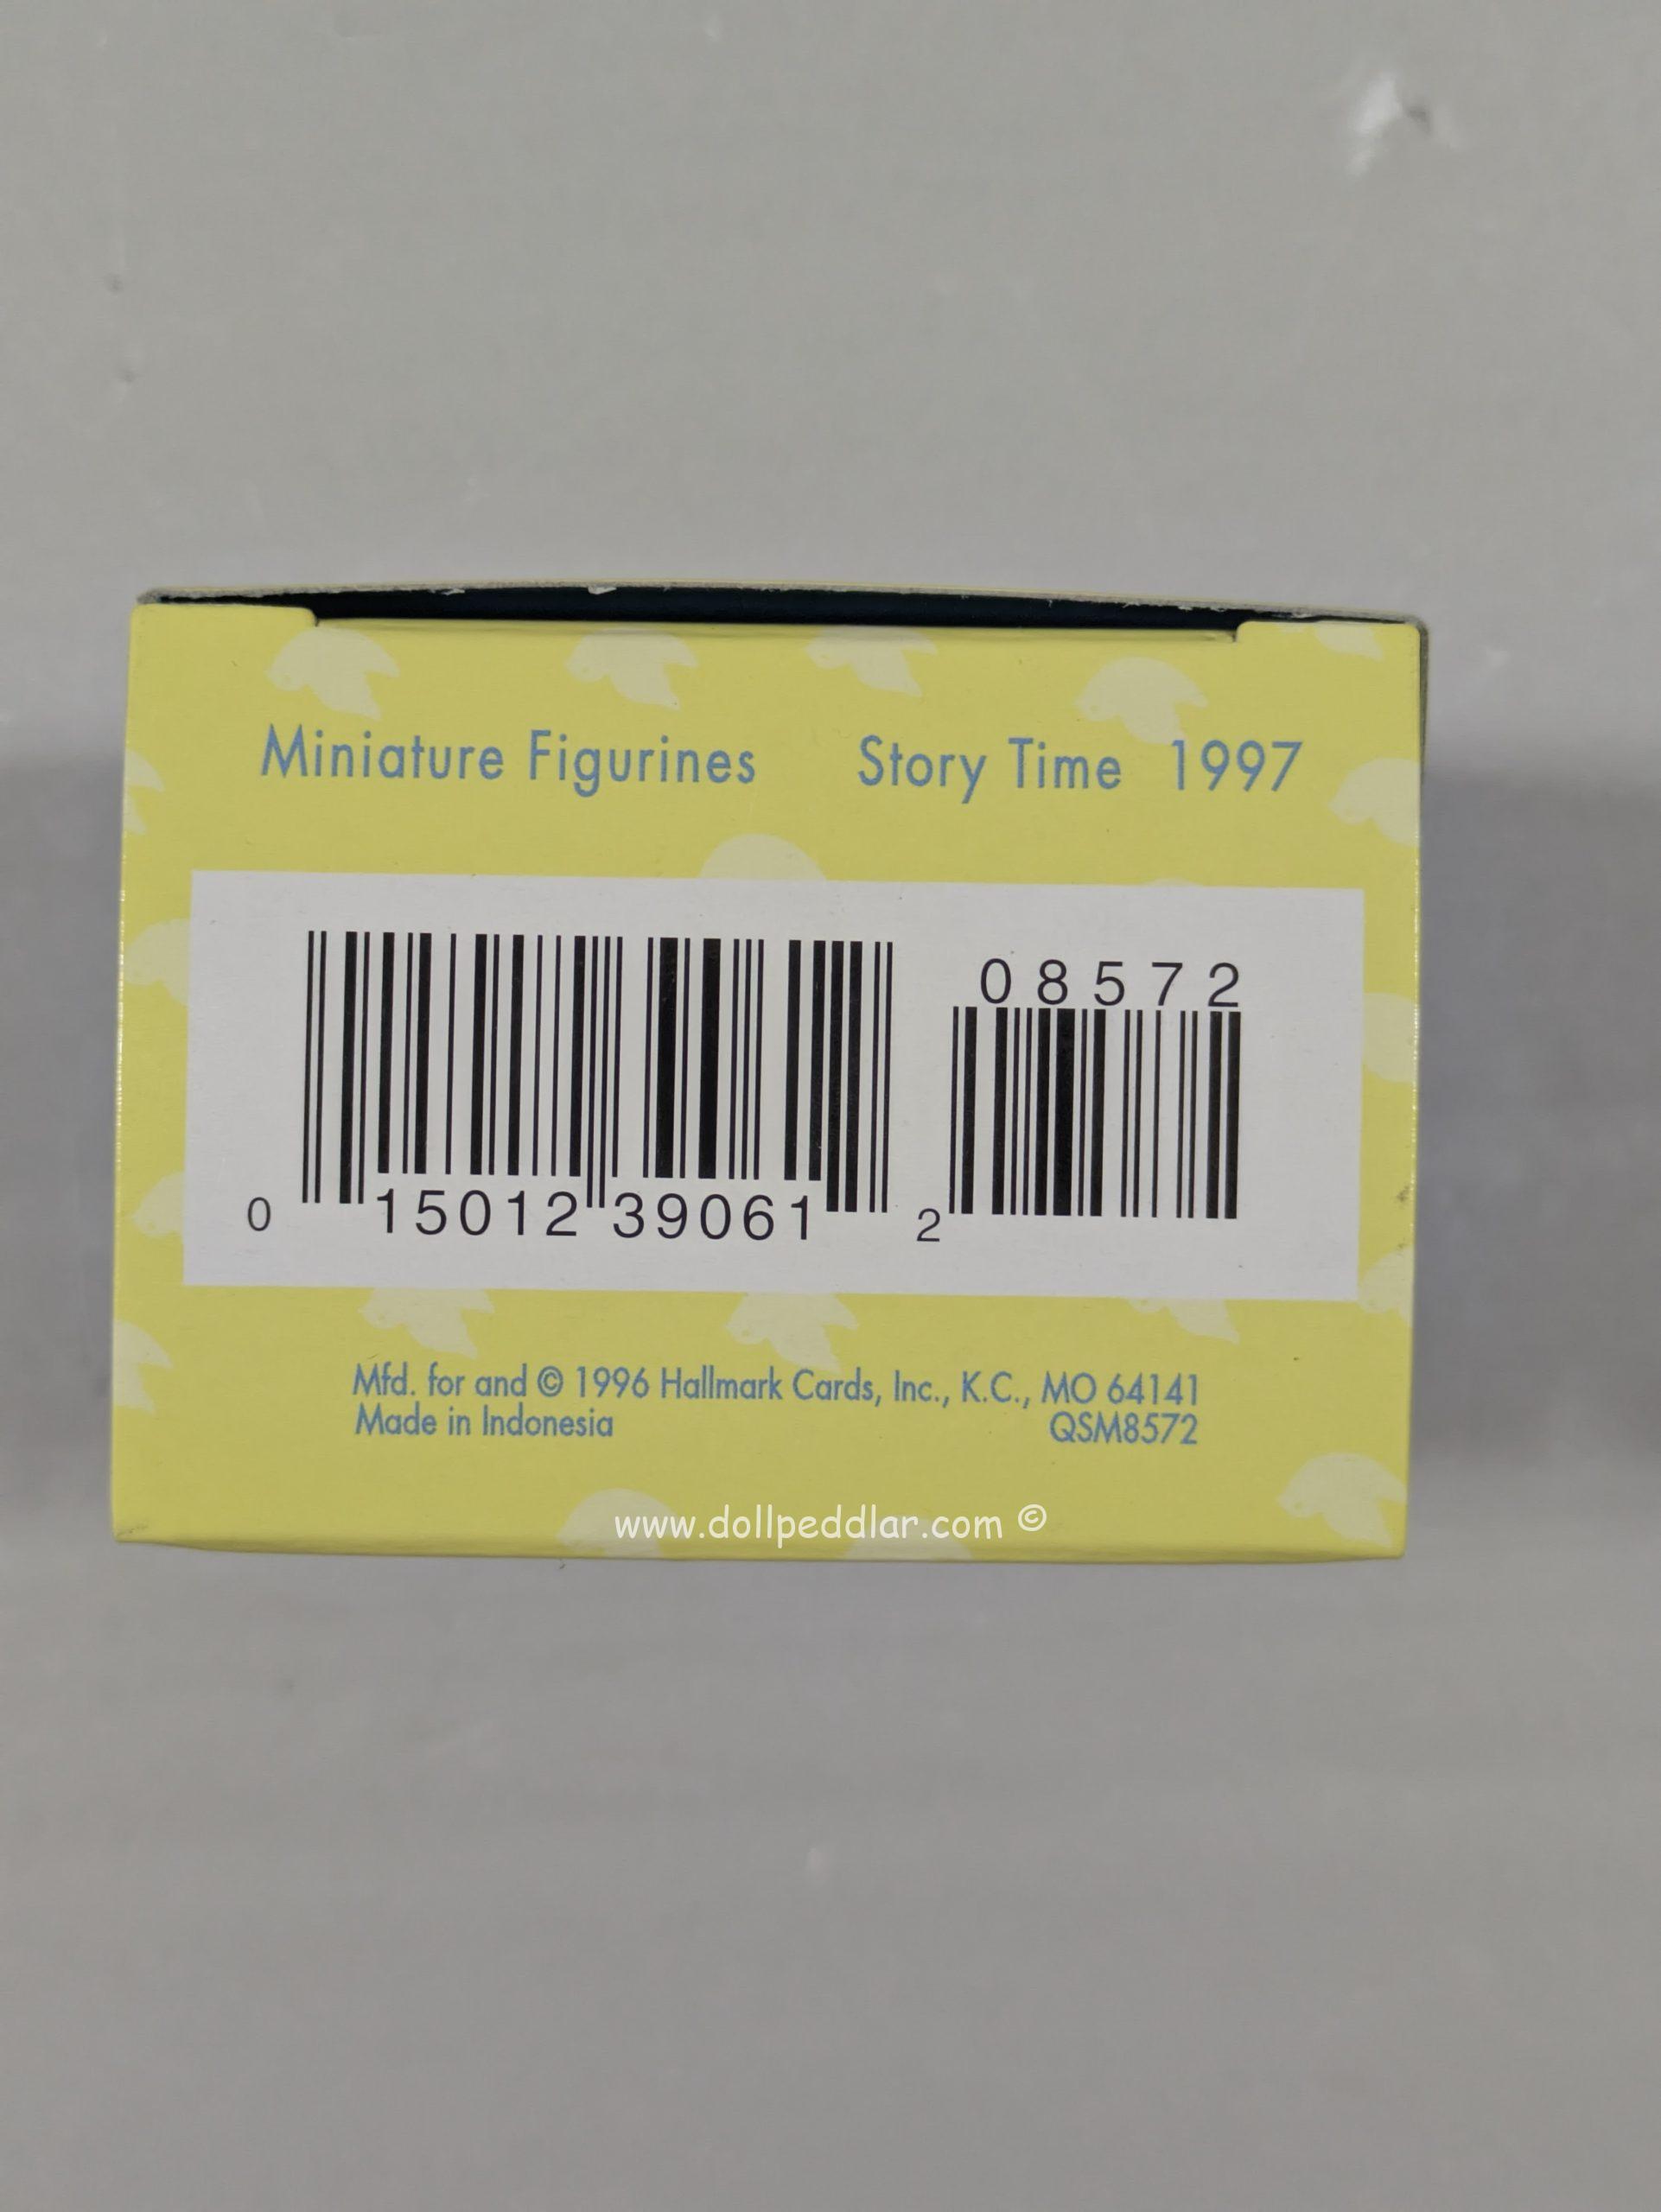 Miniature Figurines Story Time 1997
08572
0 15012 39061 2
Mfd. for and © 1996 Hallmark Cards, Inc., K.C., MO 64141
Made in Indonesia QSM8572
www.dollpeddlar.com ©